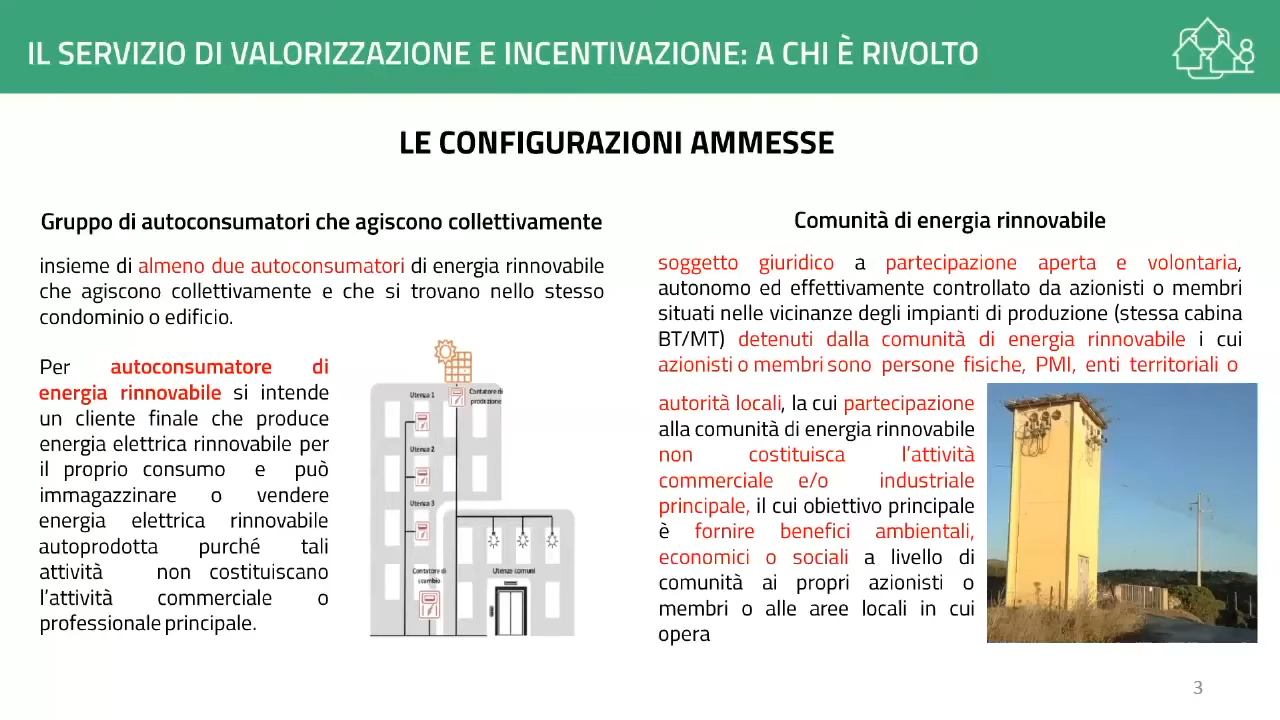 IL SERVIZIO DI VALORIZZAZIONE E INCENTIVAZIONE: A CHI È RIVOLTO
LE CONFIGURAZIONI AMMESSE
Gruppo di autoconsumatori che agiscono collettivamente
insieme di almeno due autoconsumatori di energia rinnovabile
che agiscono collettivamente e che si trovano nello stesso
condominio o edificio.
Per autoconsumatore di
energia rinnovabile si intende
un cliente finale che produce
energia elettrica rinnovabile per
il proprio consumo e può
immagazzinare o vendere
energia elettrica rinnovabile
autoprodotta purché tali
attività non costituiscano
l'attività commerciale o
professionale principale.
Contatore di
produzione
Utenza 1
Utenza 2
Utenza 3
Contatore di
scambio
Utenze comuni
Comunità di energia rinnovabile
soggetto giuridico a partecipazione aperta e volontaria,
autonomo ed effettivamente controllato da azionisti o membri
situati nelle vicinanze degli impianti di produzione (stessa cabina
BT/MT) detenuti dalla comunità di energia rinnovabile i cui
azionisti o membri sono persone fisiche, PMI, enti territoriali o
autorità locali, la cui partecipazione
alla comunità di energia rinnovabile
non costituisca l'attività
commerciale e/o industriale
principale, il cui obiettivo principale
è fornire benefici ambientali,
economici o sociali a livello di
comunità ai propri azionisti o
membri o alle aree locali in cui
opera
3